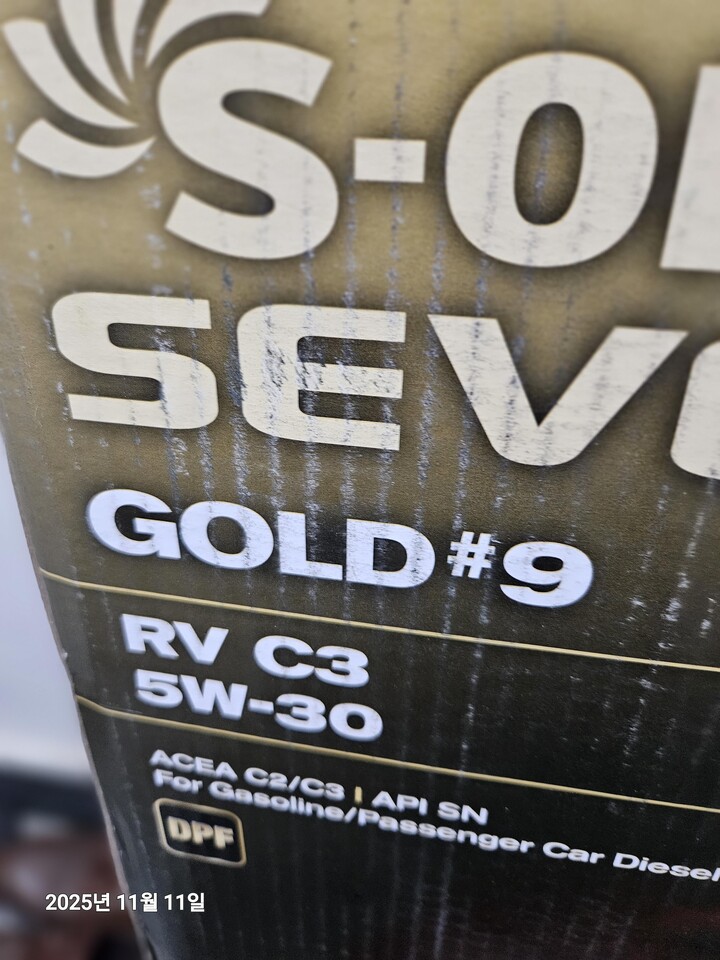 S-O
SEV
GOLD #9
RV C3
5W-30
ACEA C2/C3 | API SN
For Gasoline/Passenger Car Diesel
DPF
2025년 11월 11일